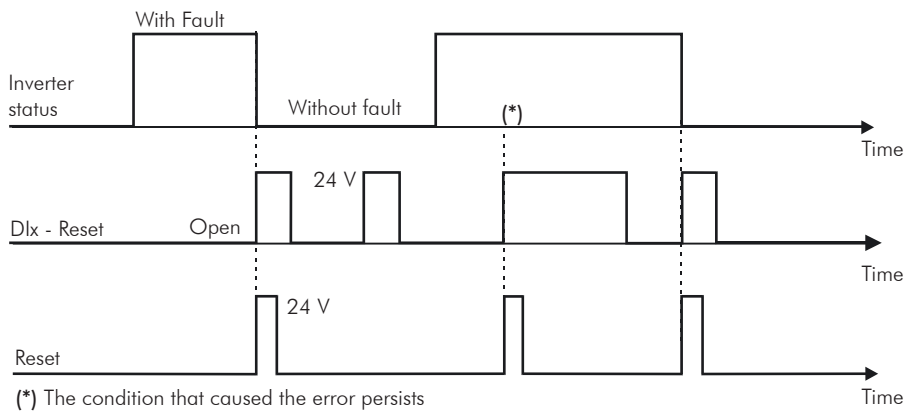 With Fault
Inverter
status
Without fault
(*)
Time
24 V
DIx - Reset
Open
Time
24 V
Reset
(*) The condition that caused the error persists
Time